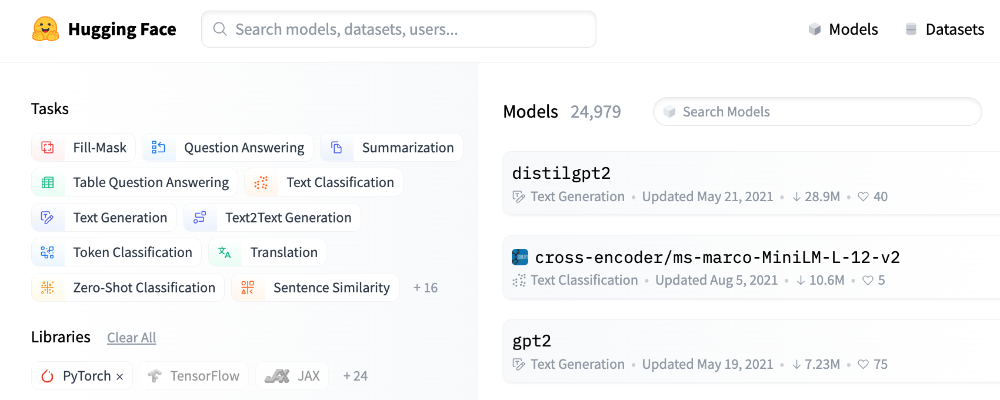 Hugging Face
Search models, datasets, users...
Models
Datasets
Tasks
Fill-Mask
Question Answering
Summarization
Table Question Answering
Text Classification
Text Generation
Text2Text Generation
Token Classification
Translation
Zero-Shot Classification
Sentence Similarity
+ 16
Libraries
Clear All
PyTorch ×
TensorFlow
JAX
+ 24
Models 24,979
Search Models
distilgpt2
Text Generation • Updated May 21, 2021 • ↓ 28.9M • ♡ 40
cross-encoder/ms-marco-MiniLM-L-12-v2
Text Classification • Updated Aug 5, 2021 • ↓ 10.6M • ♡ 5
gpt2
Text Generation • Updated May 19, 2021 • ↓ 7.23M • ♡ 75